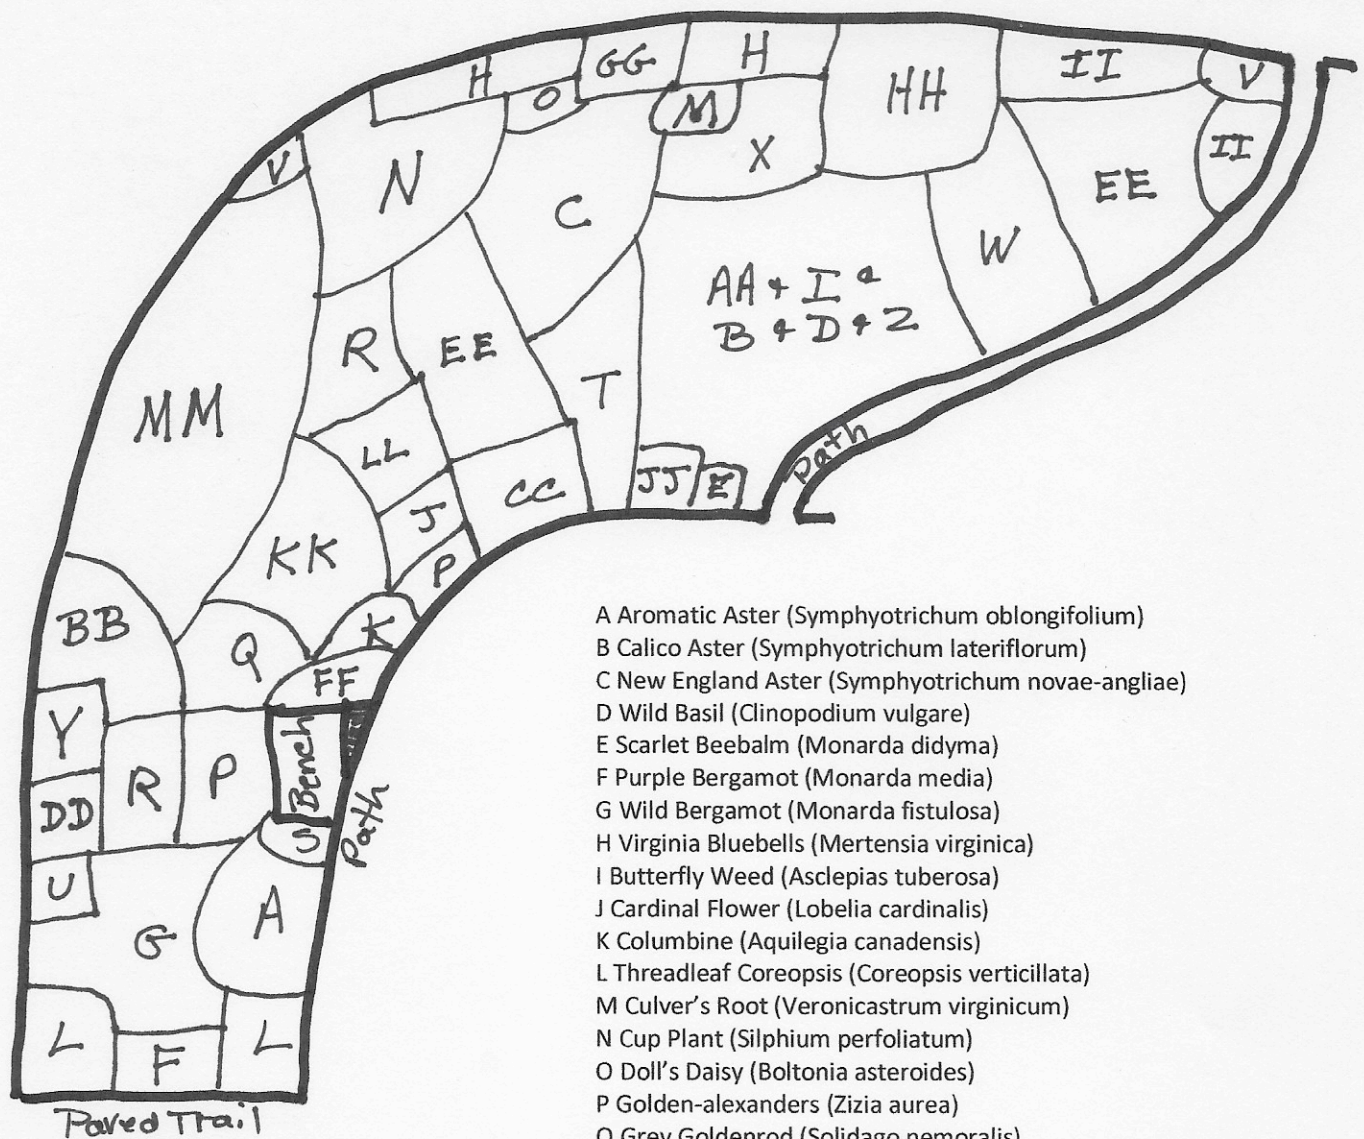 H
GG
H
HH
II
V
O
M
V
N
X
II
EE
C
W
AA & I &
B & D & Z
R
EE
T
MM
LL
JJ
E
Path
CC
J
KK
P
BB
K
Q
FF
Y
Bench
R
P
DD
Path
U
A
G
L
F
L
Paved Trail
A Aromatic Aster (Symphyotrichum oblongifolium)
B Calico Aster (Symphyotrichum lateriflorum)
C New England Aster (Symphyotrichum novae-angliae)
D Wild Basil (Clinopodium vulgare)
E Scarlet Beebalm (Monarda didyma)
F Purple Bergamot (Monarda media)
G Wild Bergamot (Monarda fistulosa)
H Virginia Bluebells (Mertensia virginica)
I Butterfly Weed (Asclepias tuberosa)
J Cardinal Flower (Lobelia cardinalis)
K Columbine (Aquilegia canadensis)
L Threadleaf Coreopsis (Coreopsis verticillata)
M Culver's Root (Veronicastrum virginicum)
N Cup Plant (Silphium perfoliatum)
O Doll's Daisy (Boltonia asteroides)
P Golden-alexanders (Zizia aurea)
Q Grey Goldenrod (Solidago nemoralis)